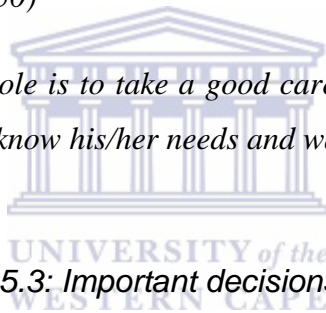 ole is to take a good care
know his/her needs and w
UNIVERSITY of the
5.3: Important decisions
WESTERN CAPE